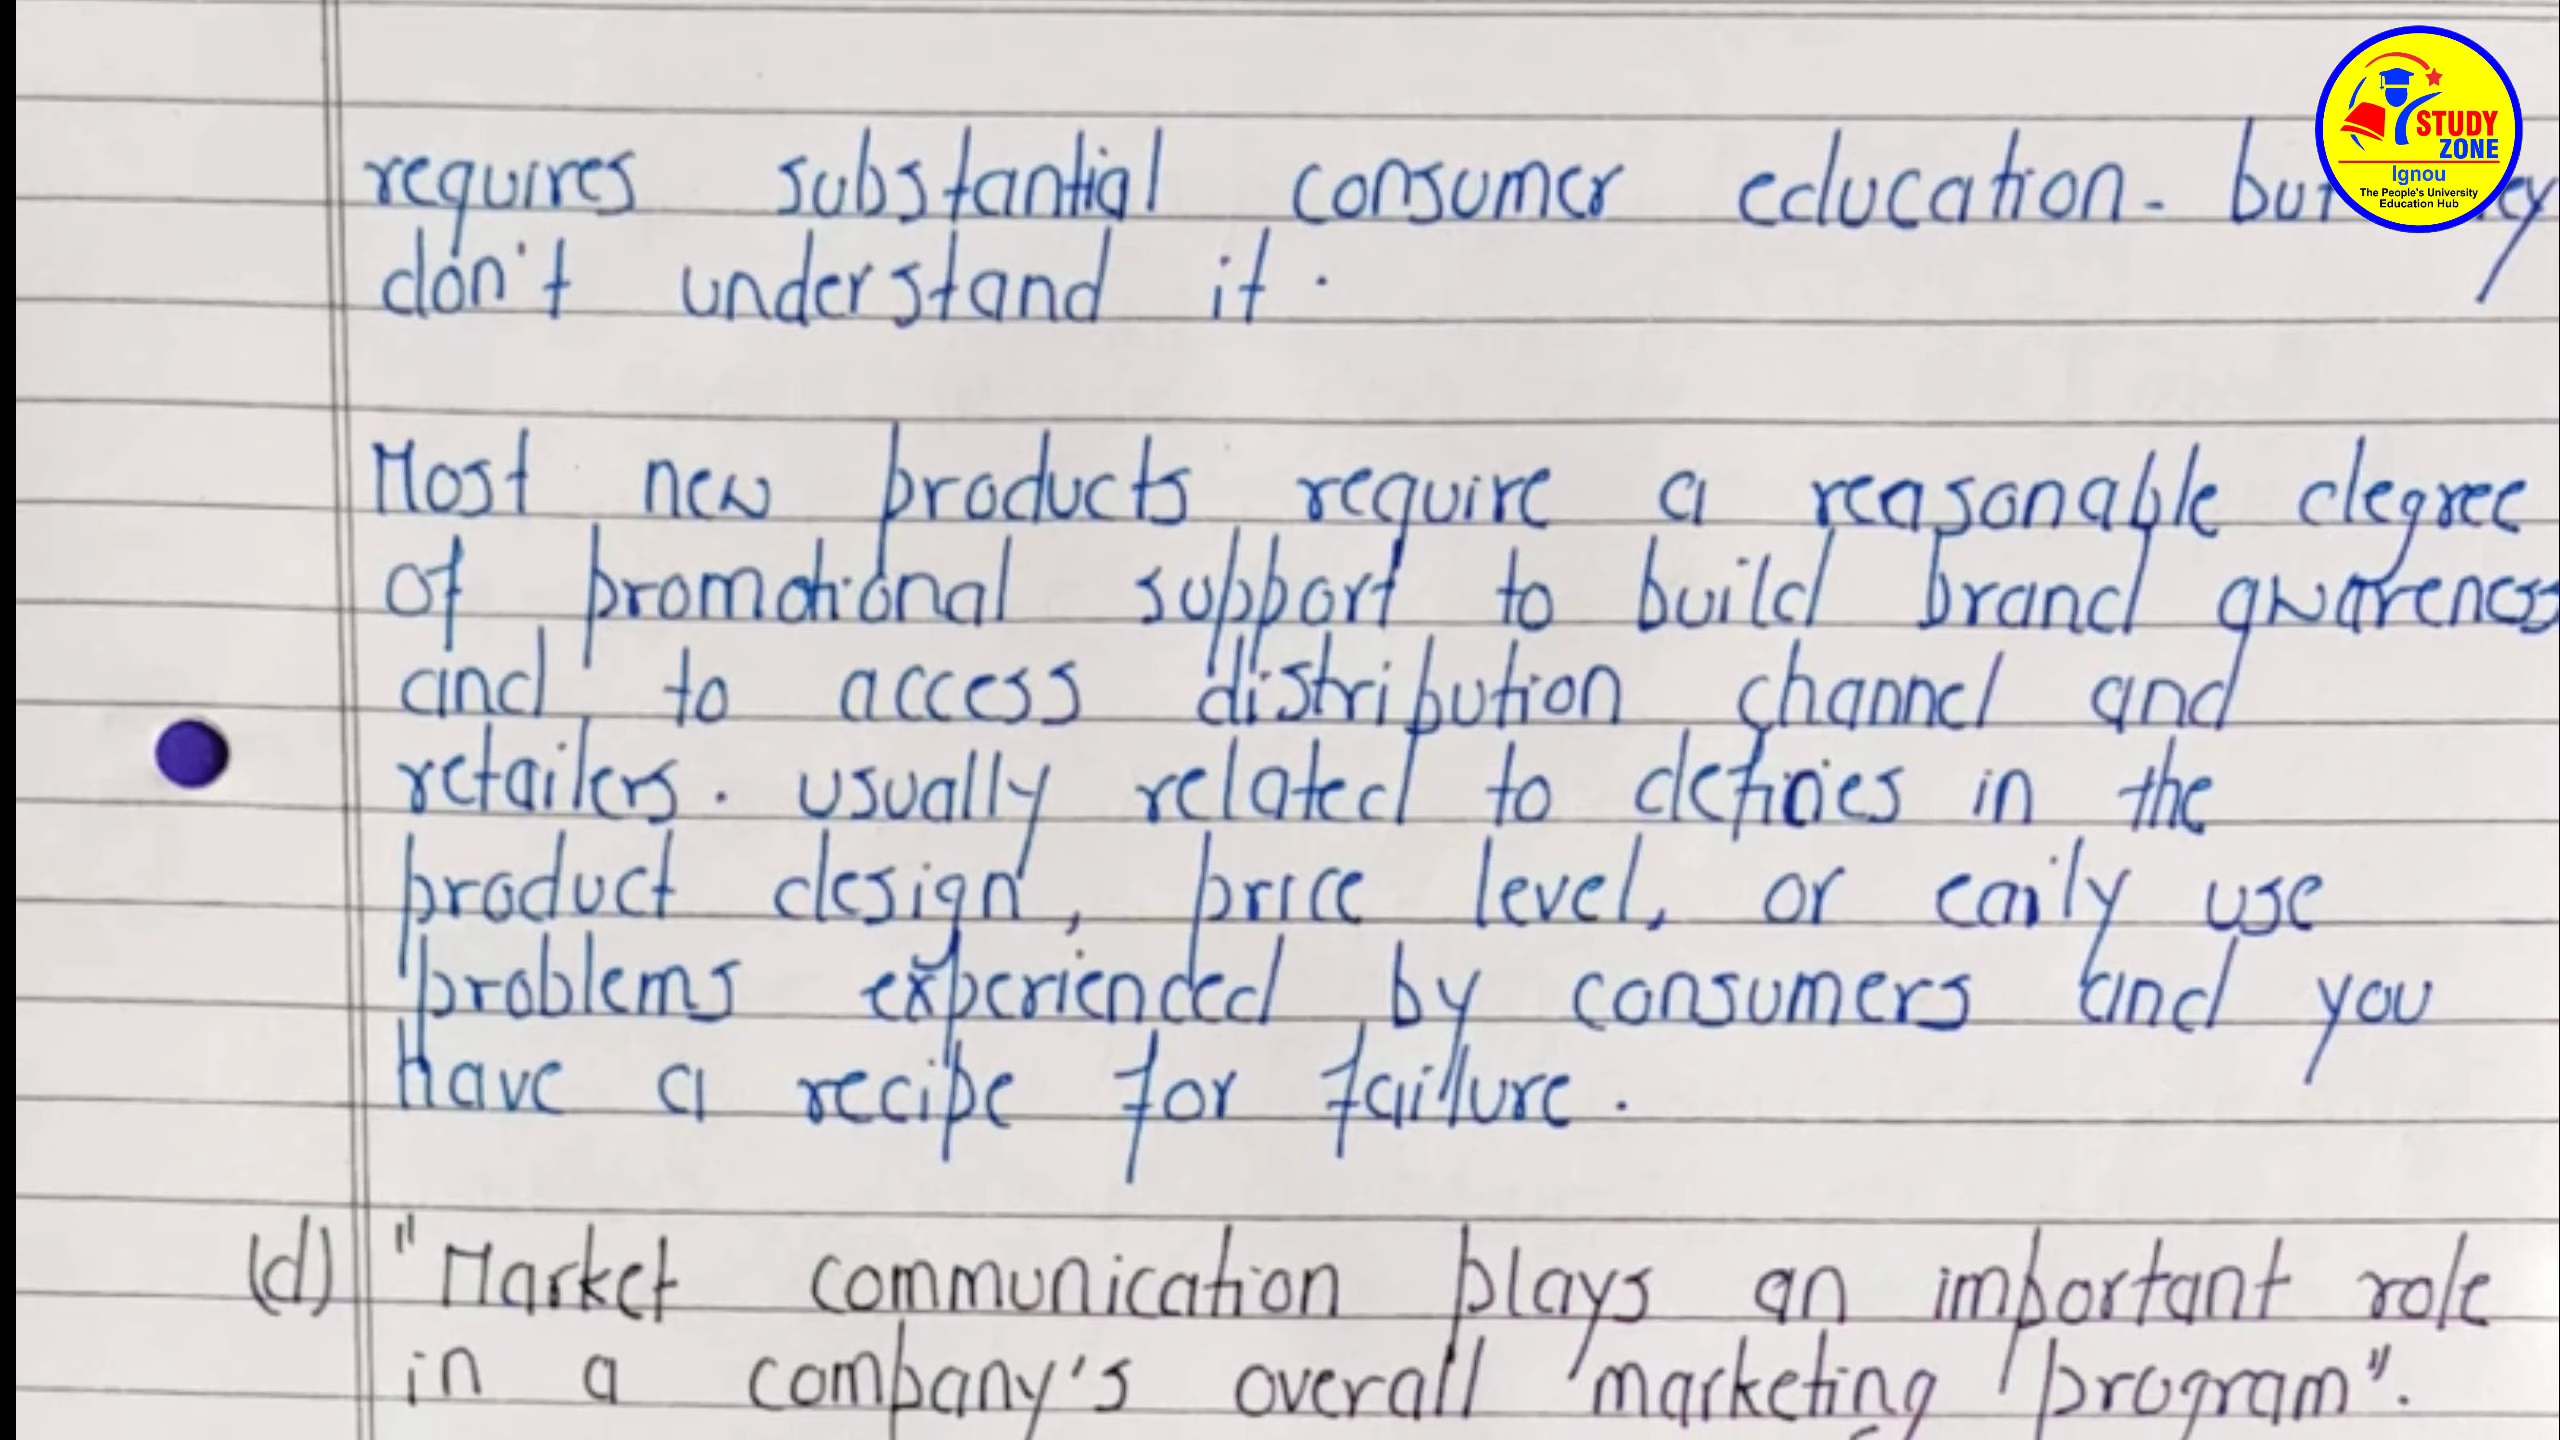 requires substantial consumer education. but
don't understand it.
Most new products require a reasonable degree
of promotional support to build brand awareness
and to access distribution channel and
retailers. usually related to deficies in the
product design, price level, or early use
problems experiended by consumers and you
have a recipe for failure.
(d) "Market communication plays an important role
in a company's overall marketing program".
STUDY
ZONE
Ignou
The People's University
Education Hub